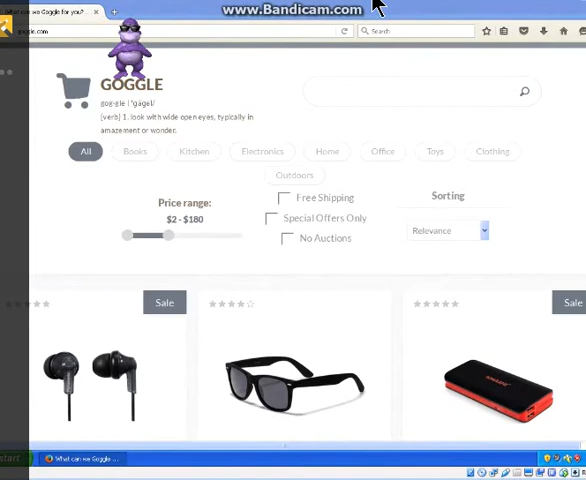 www.Bandicam.com
What can we Goggle for you?
goggle.com
Search
GOGGLE
gog·gle | 'gägel/
[verb] 1. look with wide open eyes, typically in
amazement or wonder.
All
Books
Kitchen
Electronics
Home
Office
Toys
Clothing
Outdoors
Price range:
$2 - $180
Free Shipping
Special Offers Only
No Auctions
Sorting
Relevance
Sale
Sale
start
What can we Goggle ...